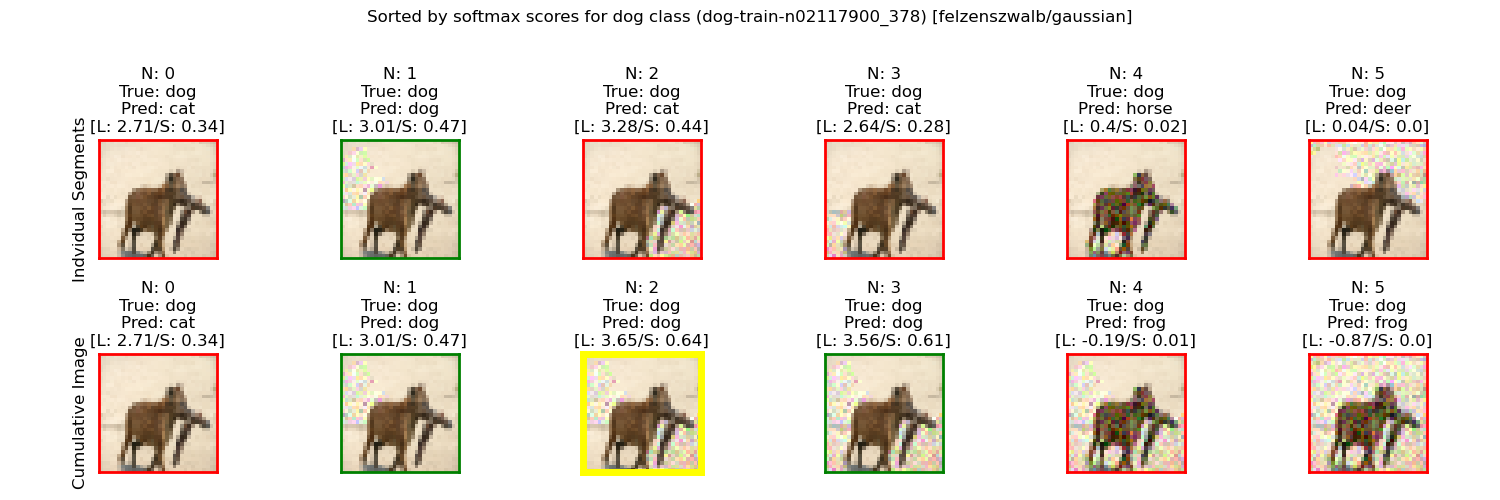 Sorted by softmax scores for dog class (dog-train-n02117900_378) [felzenszwalb/gaussian]
Indvidual Segments
N: 0
True: dog
Pred: cat
[L: 2.71/S: 0.34]
N: 1
True: dog
Pred: dog
[L: 3.01/S: 0.47]
N: 2
True: dog
Pred: cat
[L: 3.28/S: 0.44]
N: 3
True: dog
Pred: cat
[L: 2.64/S: 0.28]
N: 4
True: dog
Pred: horse
[L: 0.4/S: 0.02]
N: 5
True: dog
Pred: deer
[L: 0.04/S: 0.0]
Cumulative Image
N: 0
True: dog
Pred: cat
[L: 2.71/S: 0.34]
N: 1
True: dog
Pred: dog
[L: 3.01/S: 0.47]
N: 2
True: dog
Pred: dog
[L: 3.65/S: 0.64]
N: 3
True: dog
Pred: dog
[L: 3.56/S: 0.61]
N: 4
True: dog
Pred: frog
[L: -0.19/S: 0.01]
N: 5
True: dog
Pred: frog
[L: -0.87/S: 0.0]